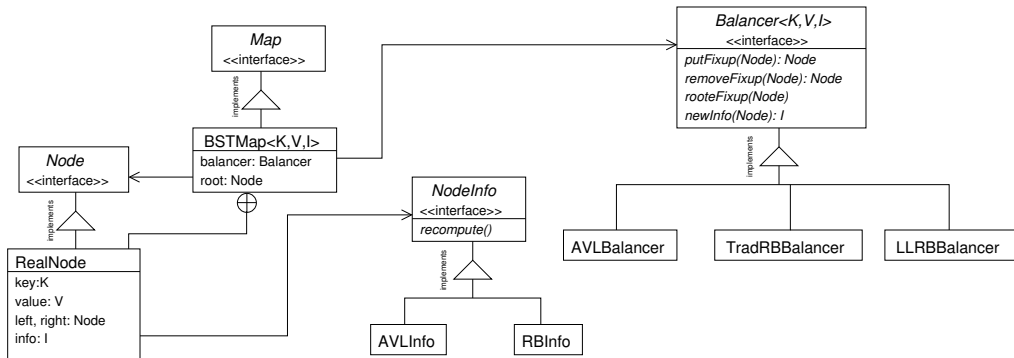 Map
<<interface>>
implements
BSTMap<K,V,I>
balancer: Balancer
root: Node
Node
<<interface>>
implements
RealNode
key:K
value: V
left, right: Node
info: I
NodeInfo
<<interface>>
recompute()
implements
AVLInfo
RBInfo
Balancer<K,V,I>
<<interface>>
putFixup(Node): Node
removeFixup(Node): Node
rooteFixup(Node)
newInfo(Node): I
implements
AVLBalancer
TradRBBalancer
LLRBBalancer